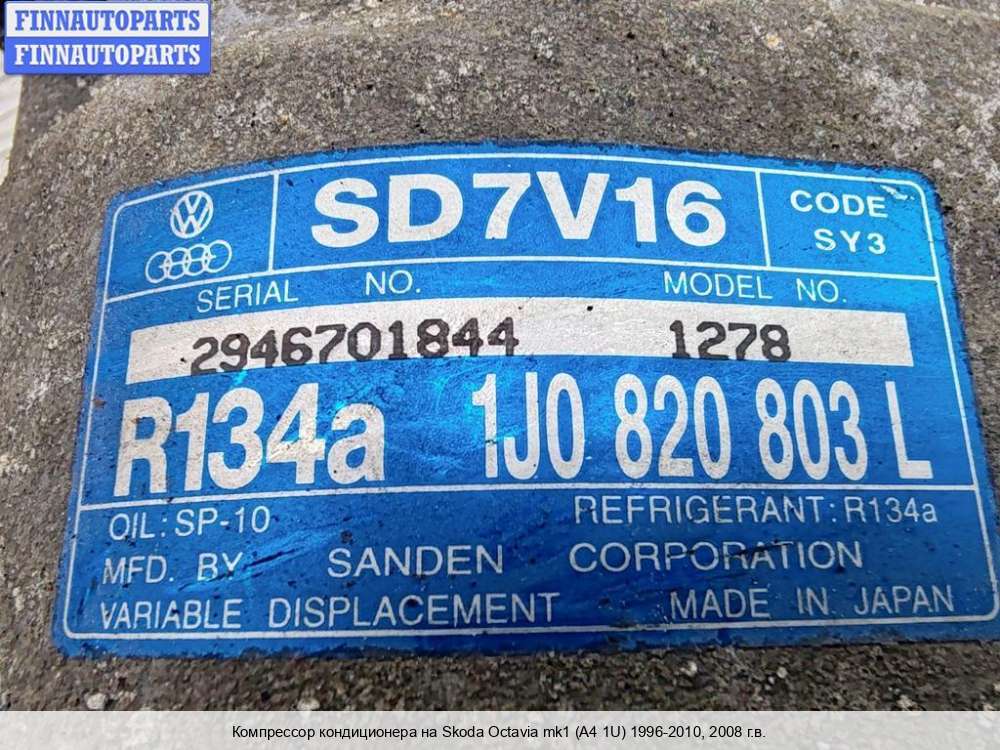 FINNAUTOPARTS
FINNAUTOPARTS
SD7V16
CODE
SY3
SERIAL NO. MODEL NO.
2946701844 1278
R134a 1J0 820 803 L
OIL: SP-10 REFRIGERANT: R134a
MFD. BY SANDEN CORPORATION
VARIABLE DISPLACEMENT MADE IN JAPAN
Компрессор кондиционера на Skoda Octavia mk1 (A4 1U) 1996-2010, 2008 г.в.